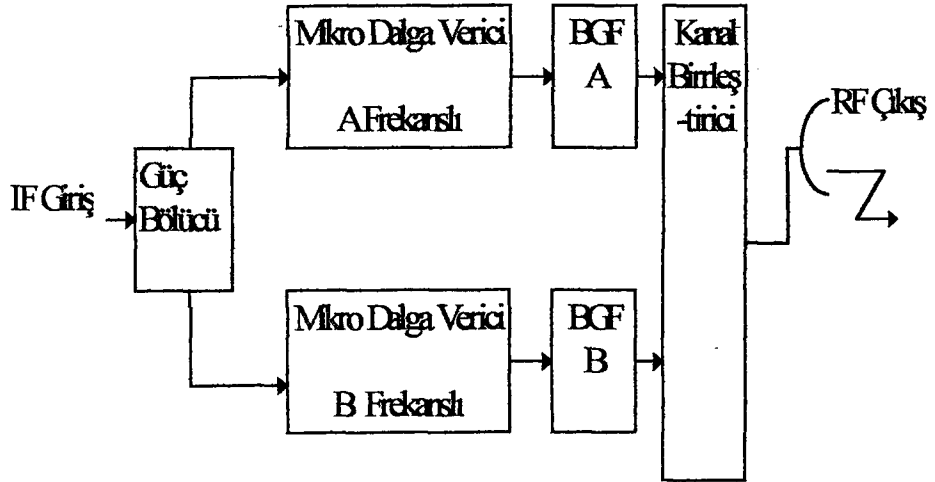 IF Giriş
Güç
Bölücü
Mikro Dalga Verici
A Frekanslı
BGF
A
Kanal
Birleş
-tirici
RF Çıkış
Mikro Dalga Verici
B Frekanslı
BGF
B